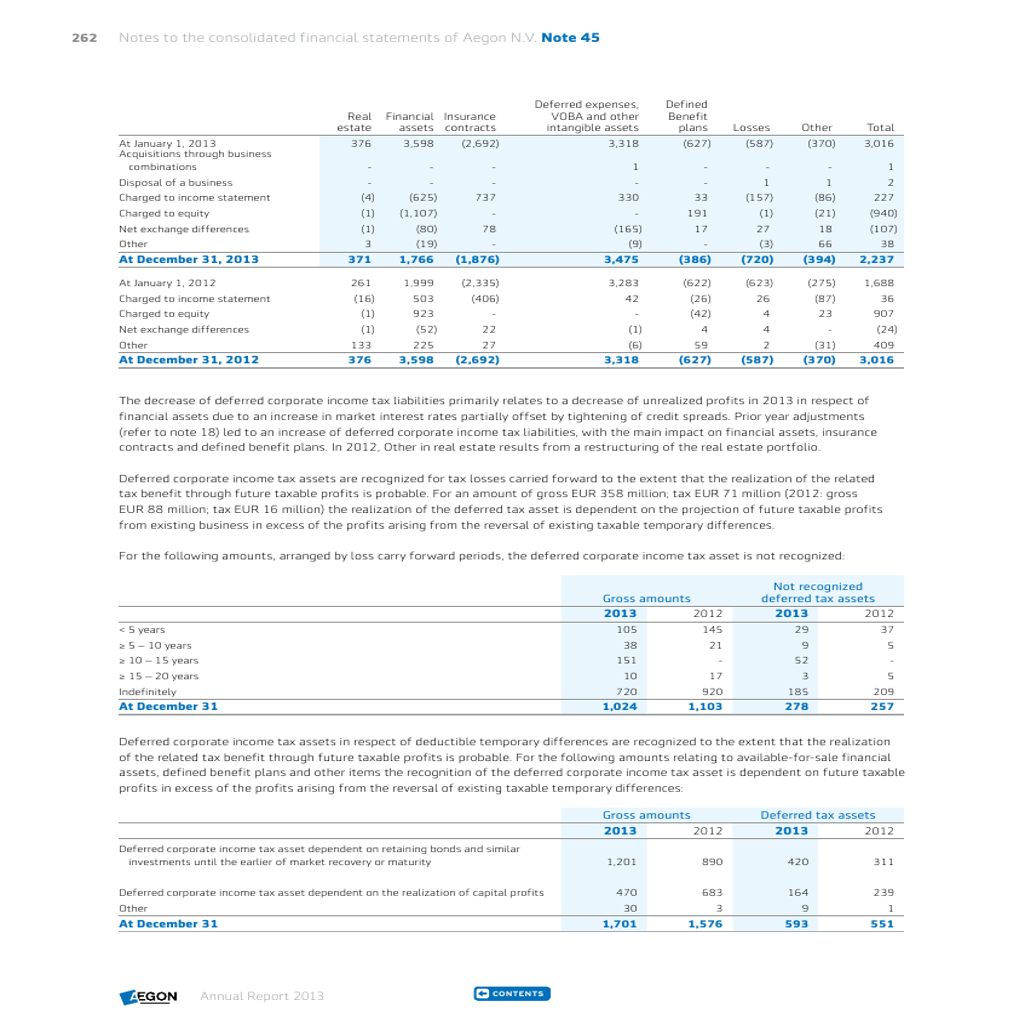 262 Notes to the consolidated financial statements of Aegon N.V. Note 45
Deferred expenses, Defined
Real Financial Insurance VOBA and other Benefit
estate assets contracts intangible assets plans Losses Other Total
At January 1, 2013 376 3,598 (2,692) 3,318 (627) (587) (370) 3,016
Acquisitions through business
combinations - - - 1 - - - 1
Disposal of a business - - - - - 1 1 2
Charged to income statement (4) (625) 737 330 33 (157) (86) 227
Charged to equity (1) (1,107) - - 191 (1) (21) (940)
Net exchange differences (1) (80) 78 (165) 17 27 18 (107)
Other 3 (19) - (9) - (3) 66 38
At December 31, 2013 371 1,766 (1,876) 3,475 (386) (720) (394) 2,237
At January 1, 2012 261 1,999 (2,335) 3,283 (622) (623) (275) 1,688
Charged to income statement (16) 503 (406) 42 (26) 26 (87) 36
Charged to equity (1) 923 - - (42) 4 23 907
Net exchange differences (1) (52) 22 (1) 4 4 - (24)
Other 133 225 27 (6) 59 2 (31) 409
At December 31, 2012 376 3,598 (2,692) 3,318 (627) (587) (370) 3,016
The decrease of deferred corporate income tax liabilities primarily relates to a decrease of unrealized profits in 2013 in respect of
financial assets due to an increase in market interest rates partially offset by tightening of credit spreads. Prior year adjustments
(refer to note 18) led to an increase of deferred corporate income tax liabilities, with the main impact on financial assets, insurance
contracts and defined benefit plans. In 2012, Other in real estate results from a restructuring of the real estate portfolio.
Deferred corporate income tax assets are recognized for tax losses carried forward to the extent that the realization of the related
tax benefit through future taxable profits is probable. For an amount of gross EUR 358 million; tax EUR 71 million (2012: gross
EUR 88 million; tax EUR 16 million) the realization of the deferred tax asset is dependent on the projection of future taxable profits
from existing business in excess of the profits arising from the reversal of existing taxable temporary differences.
For the following amounts, arranged by loss carry forward periods, the deferred corporate income tax asset is not recognized:
Not recognized
Gross amounts deferred tax assets
2013 2012 2013 2012
< 5 years 105 145 29 37
≥ 5 – 10 years 38 21 9 5
≥ 10 – 15 years 151 - 52 -
≥ 15 – 20 years 10 17 3 5
Indefinitely 720 920 185 209
At December 31 1,024 1,103 278 257
Deferred corporate income tax assets in respect of deductible temporary differences are recognized to the extent that the realization
of the related tax benefit through future taxable profits is probable. For the following amounts relating to available-for-sale financial
assets, defined benefit plans and other items the recognition of the deferred corporate income tax asset is dependent on future taxable
profits in excess of the profits arising from the reversal of existing taxable temporary differences:
Gross amounts Deferred tax assets
2013 2012 2013 2012
Deferred corporate income tax asset dependent on retaining bonds and similar
investments until the earlier of market recovery or maturity 1,201 890 420 311
Deferred corporate income tax asset dependent on the realization of capital profits 470 683 164 239
Other 30 3 9 1
At December 31 1,701 1,576 593 551
AEGON Annual Report 2013 CONTENTS